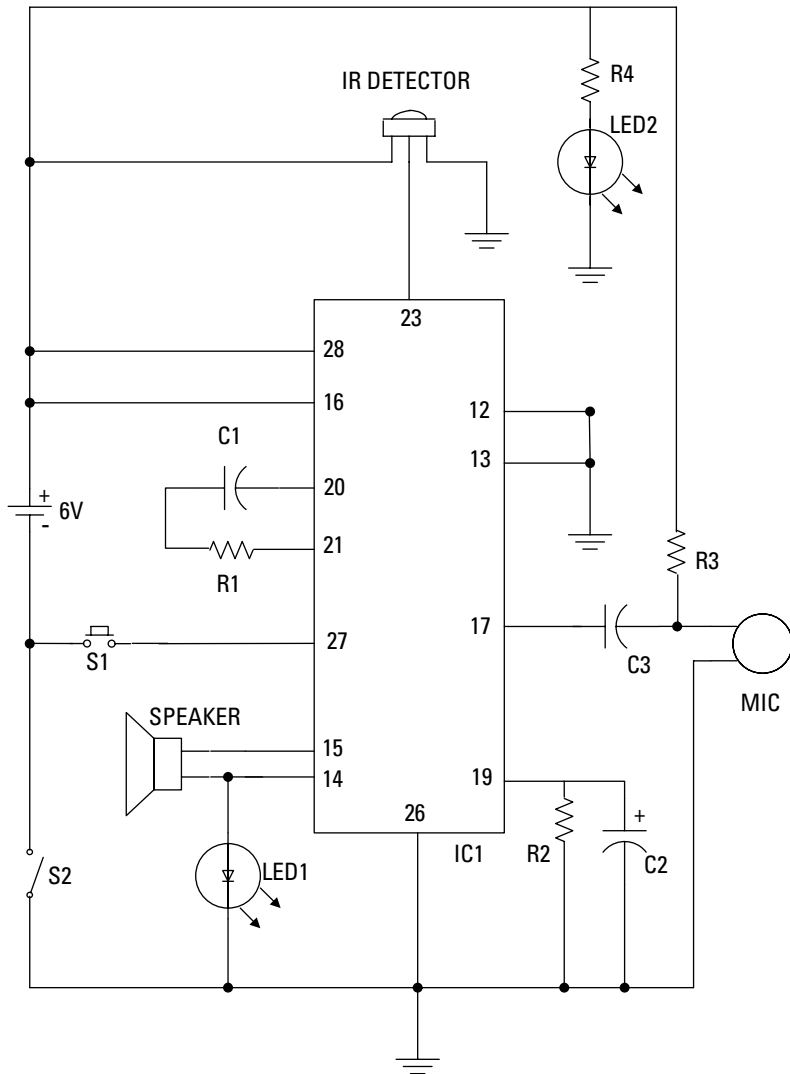 R4
IR DETECTOR
LED2
23
28
16
12
C1
13
20
+
6V
-
21
R1
R3
17
27
S1
C3
MIC
SPEAKER
15
14
19
26
+
R2
C2
IC1
LED1
S2